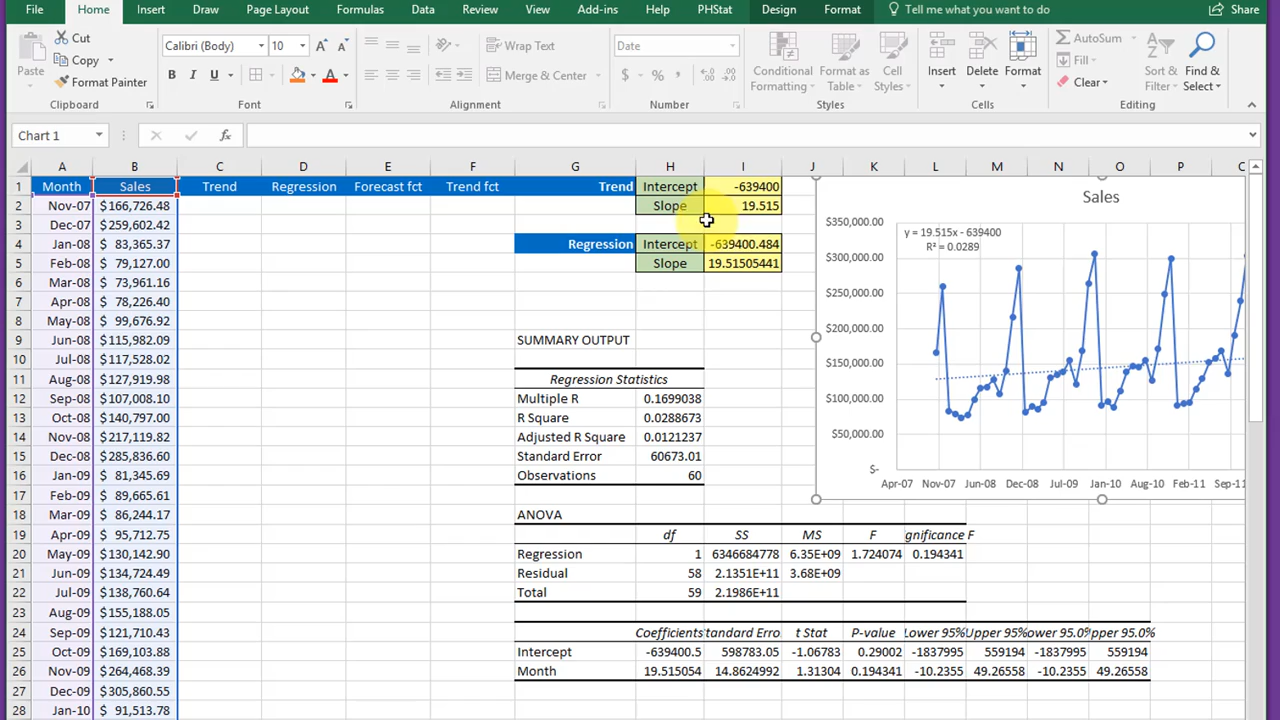 File Home Insert Draw Page Layout Formulas Data Review View Add-ins Help PHStat Design Format Tell me what you want to do Share
Paste Cut Copy Format Painter
Calibri (Body) 10 A A
B I U A
Wrap Text
Merge & Center
Date
$ % ,
Conditional Formatting Format as Table Cell Styles
Insert Delete Format
AutoSum Fill Clear
Sort & Filter Find & Select
Clipboard Font Alignment Number Styles Cells Editing
Chart 1 fx
A B C D E F G H I J K L M N O P C
1 Month Sales Trend Regression Forecast fct Trend fct Trend Intercept -639400
2 Nov-07 $166,726.48 Slope 19.515
3 Dec-07 $259,602.42
4 Jan-08 $ 83,365.37 Regression Intercept -639400.484
5 Feb-08 $ 79,127.00 Slope 19.51505441
6 Mar-08 $ 73,961.16
7 Apr-08 $ 78,226.40
8 May-08 $ 99,676.92
9 Jun-08 $115,982.09 SUMMARY OUTPUT
10 Jul-08 $117,528.02
11 Aug-08 $127,919.98 Regression Statistics
12 Sep-08 $107,008.10 Multiple R 0.1699038
13 Oct-08 $140,797.00 R Square 0.0288673
14 Nov-08 $217,119.82 Adjusted R Square 0.0121237
15 Dec-08 $285,836.60 Standard Error 60673.01
16 Jan-09 $ 81,345.69 Observations 60
17 Feb-09 $ 89,665.61
18 Mar-09 $ 86,244.17 ANOVA
19 Apr-09 $ 95,712.75 df SS MS F gnificance F
20 May-09 $130,142.90 Regression 1 6346684778 6.35E+09 1.724074 0.194341
21 Jun-09 $134,724.49 Residual 58 2.1351E+11 3.68E+09
22 Jul-09 $138,760.64 Total 59 2.1986E+11
23 Aug-09 $155,188.05
24 Sep-09 $121,710.43 Coefficients tandard Erro t Stat P-value Lower 95% Upper 95% ower 95.0% pper 95.0%
25 Oct-09 $169,103.88 Intercept -639400.5 598783.05 -1.06783 0.29002 -1837995 559194 -1837995 559194
26 Nov-09 $264,468.39 Month 19.515054 14.8624992 1.31304 0.194341 -10.2355 49.26558 -10.2355 49.26558
27 Dec-09 $305,860.55
28 Jan-10 $ 91,513.78
Sales
y = 19.515x - 639400
R² = 0.0289
$350,000.00
$300,000.00
$250,000.00
$200,000.00
$150,000.00
$100,000.00
$50,000.00
$-
Apr-07 Nov-07 Jun-08 Dec-08 Jul-09 Jan-10 Aug-10 Feb-11 Sep-11